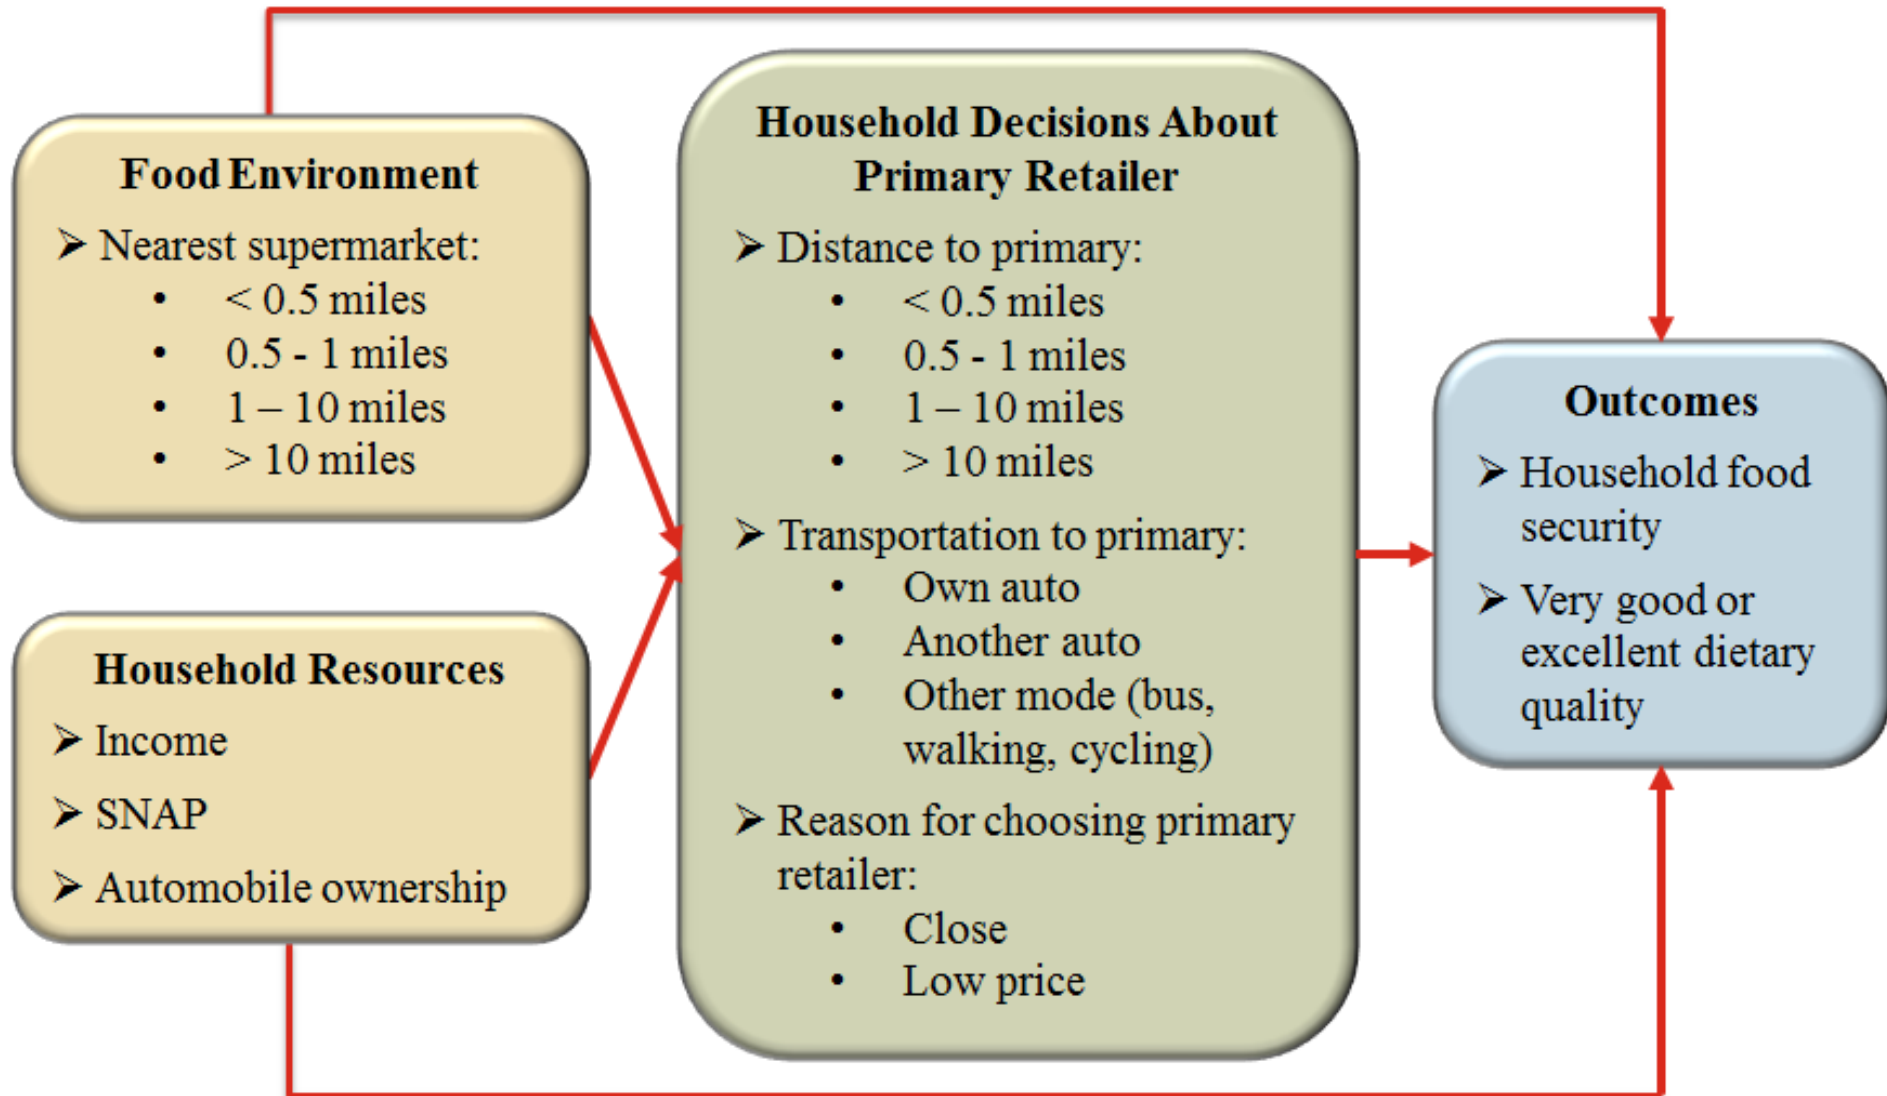 Food Environment
➤ Nearest supermarket:
• < 0.5 miles
• 0.5 - 1 miles
• 1 – 10 miles
• > 10 miles
Household Resources
➤ Income
➤ SNAP
➤ Automobile ownership
Household Decisions About
Primary Retailer
➤ Distance to primary:
• < 0.5 miles
• 0.5 - 1 miles
• 1 – 10 miles
• > 10 miles
➤ Transportation to primary:
• Own auto
• Another auto
• Other mode (bus,
walking, cycling)
➤ Reason for choosing primary
retailer:
• Close
• Low price
Outcomes
➤ Household food
security
➤ Very good or
excellent dietary
quality